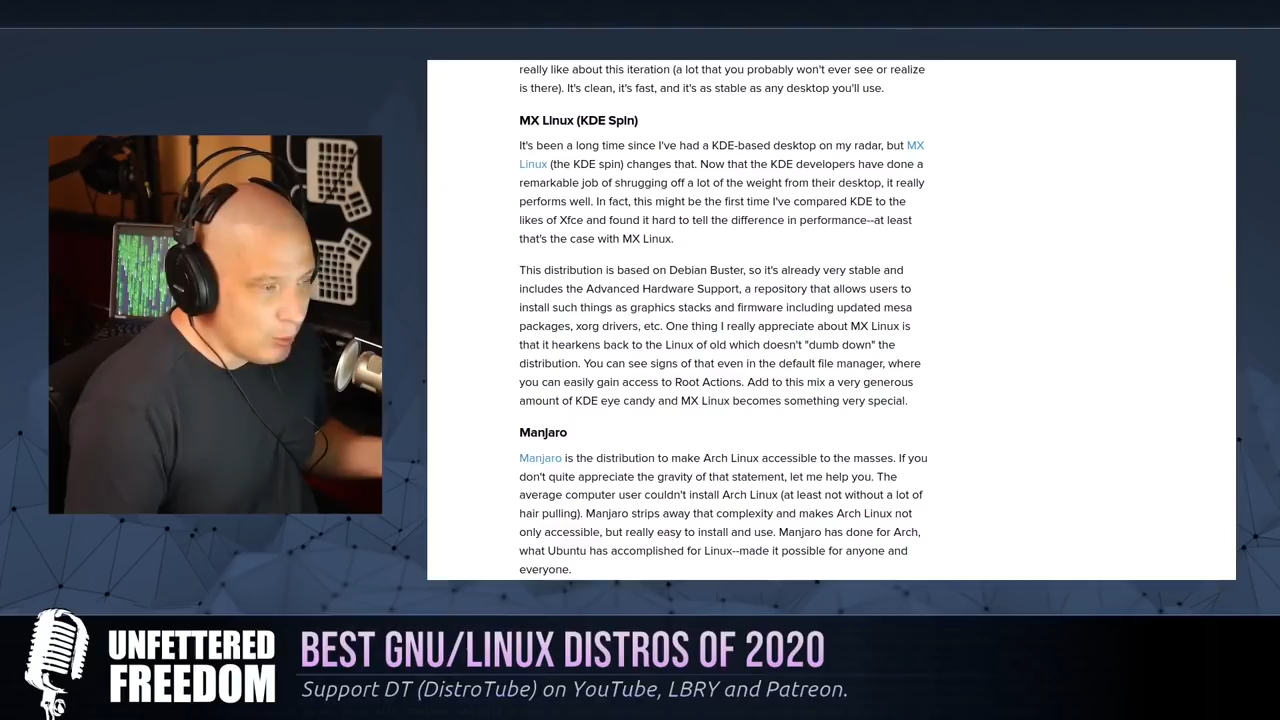 really like about this iteration (a lot that you probably won't ever see or realize
is there). It's clean, it's fast, and it's as stable as any desktop you'll use.
MX Linux (KDE Spin)
It's been a long time since I've had a KDE-based desktop on my radar, but MX
Linux (the KDE spin) changes that. Now that the KDE developers have done a
remarkable job of shrugging off a lot of the weight from their desktop, it really
performs well. In fact, this might be the first time I've compared KDE to the
likes of Xfce and found it hard to tell the difference in performance--at least
that's the case with MX Linux.
This distribution is based on Debian Buster, so it's already very stable and
includes the Advanced Hardware Support, a repository that allows users to
install such things as graphics stacks and firmware including updated mesa
packages, xorg drivers, etc. One thing I really appreciate about MX Linux is
that it hearkens back to the Linux of old which doesn't "dumb down" the
distribution. You can see signs of that even in the default file manager, where
you can easily gain access to Root Actions. Add to this mix a very generous
amount of KDE eye candy and MX Linux becomes something very special.
Manjaro
Manjaro is the distribution to make Arch Linux accessible to the masses. If you
don't quite appreciate the gravity of that statement, let me help you. The
average computer user couldn't install Arch Linux (at least not without a lot of
hair pulling). Manjaro strips away that complexity and makes Arch Linux not
only accessible, but really easy to install and use. Manjaro has done for Arch,
what Ubuntu has accomplished for Linux--made it possible for anyone and
everyone.
UNFETTERED
FREEDOM
BEST GNU/LINUX DISTROS OF 2020
Support DT (DistroTube) on YouTube, LBRY and Patreon.